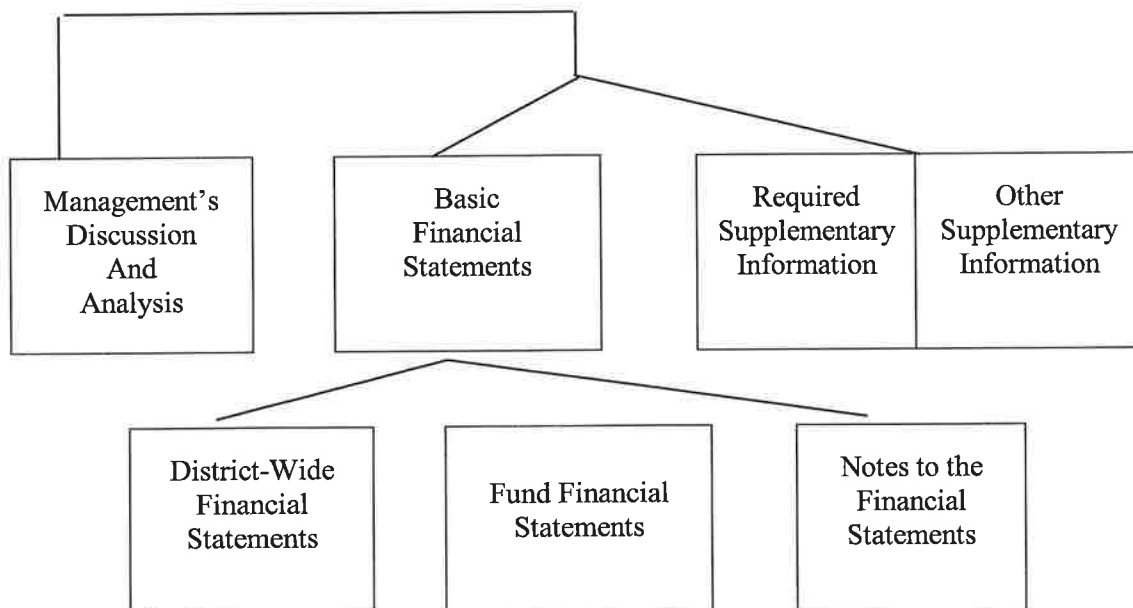 Management’s
Discussion
And
Analysis
Basic
Financial
Statements
Required
Supplementary
Information
Other
Supplementary
Information
District-Wide
Financial
Statements
Fund Financial
Statements
Notes to the
Financial
Statements